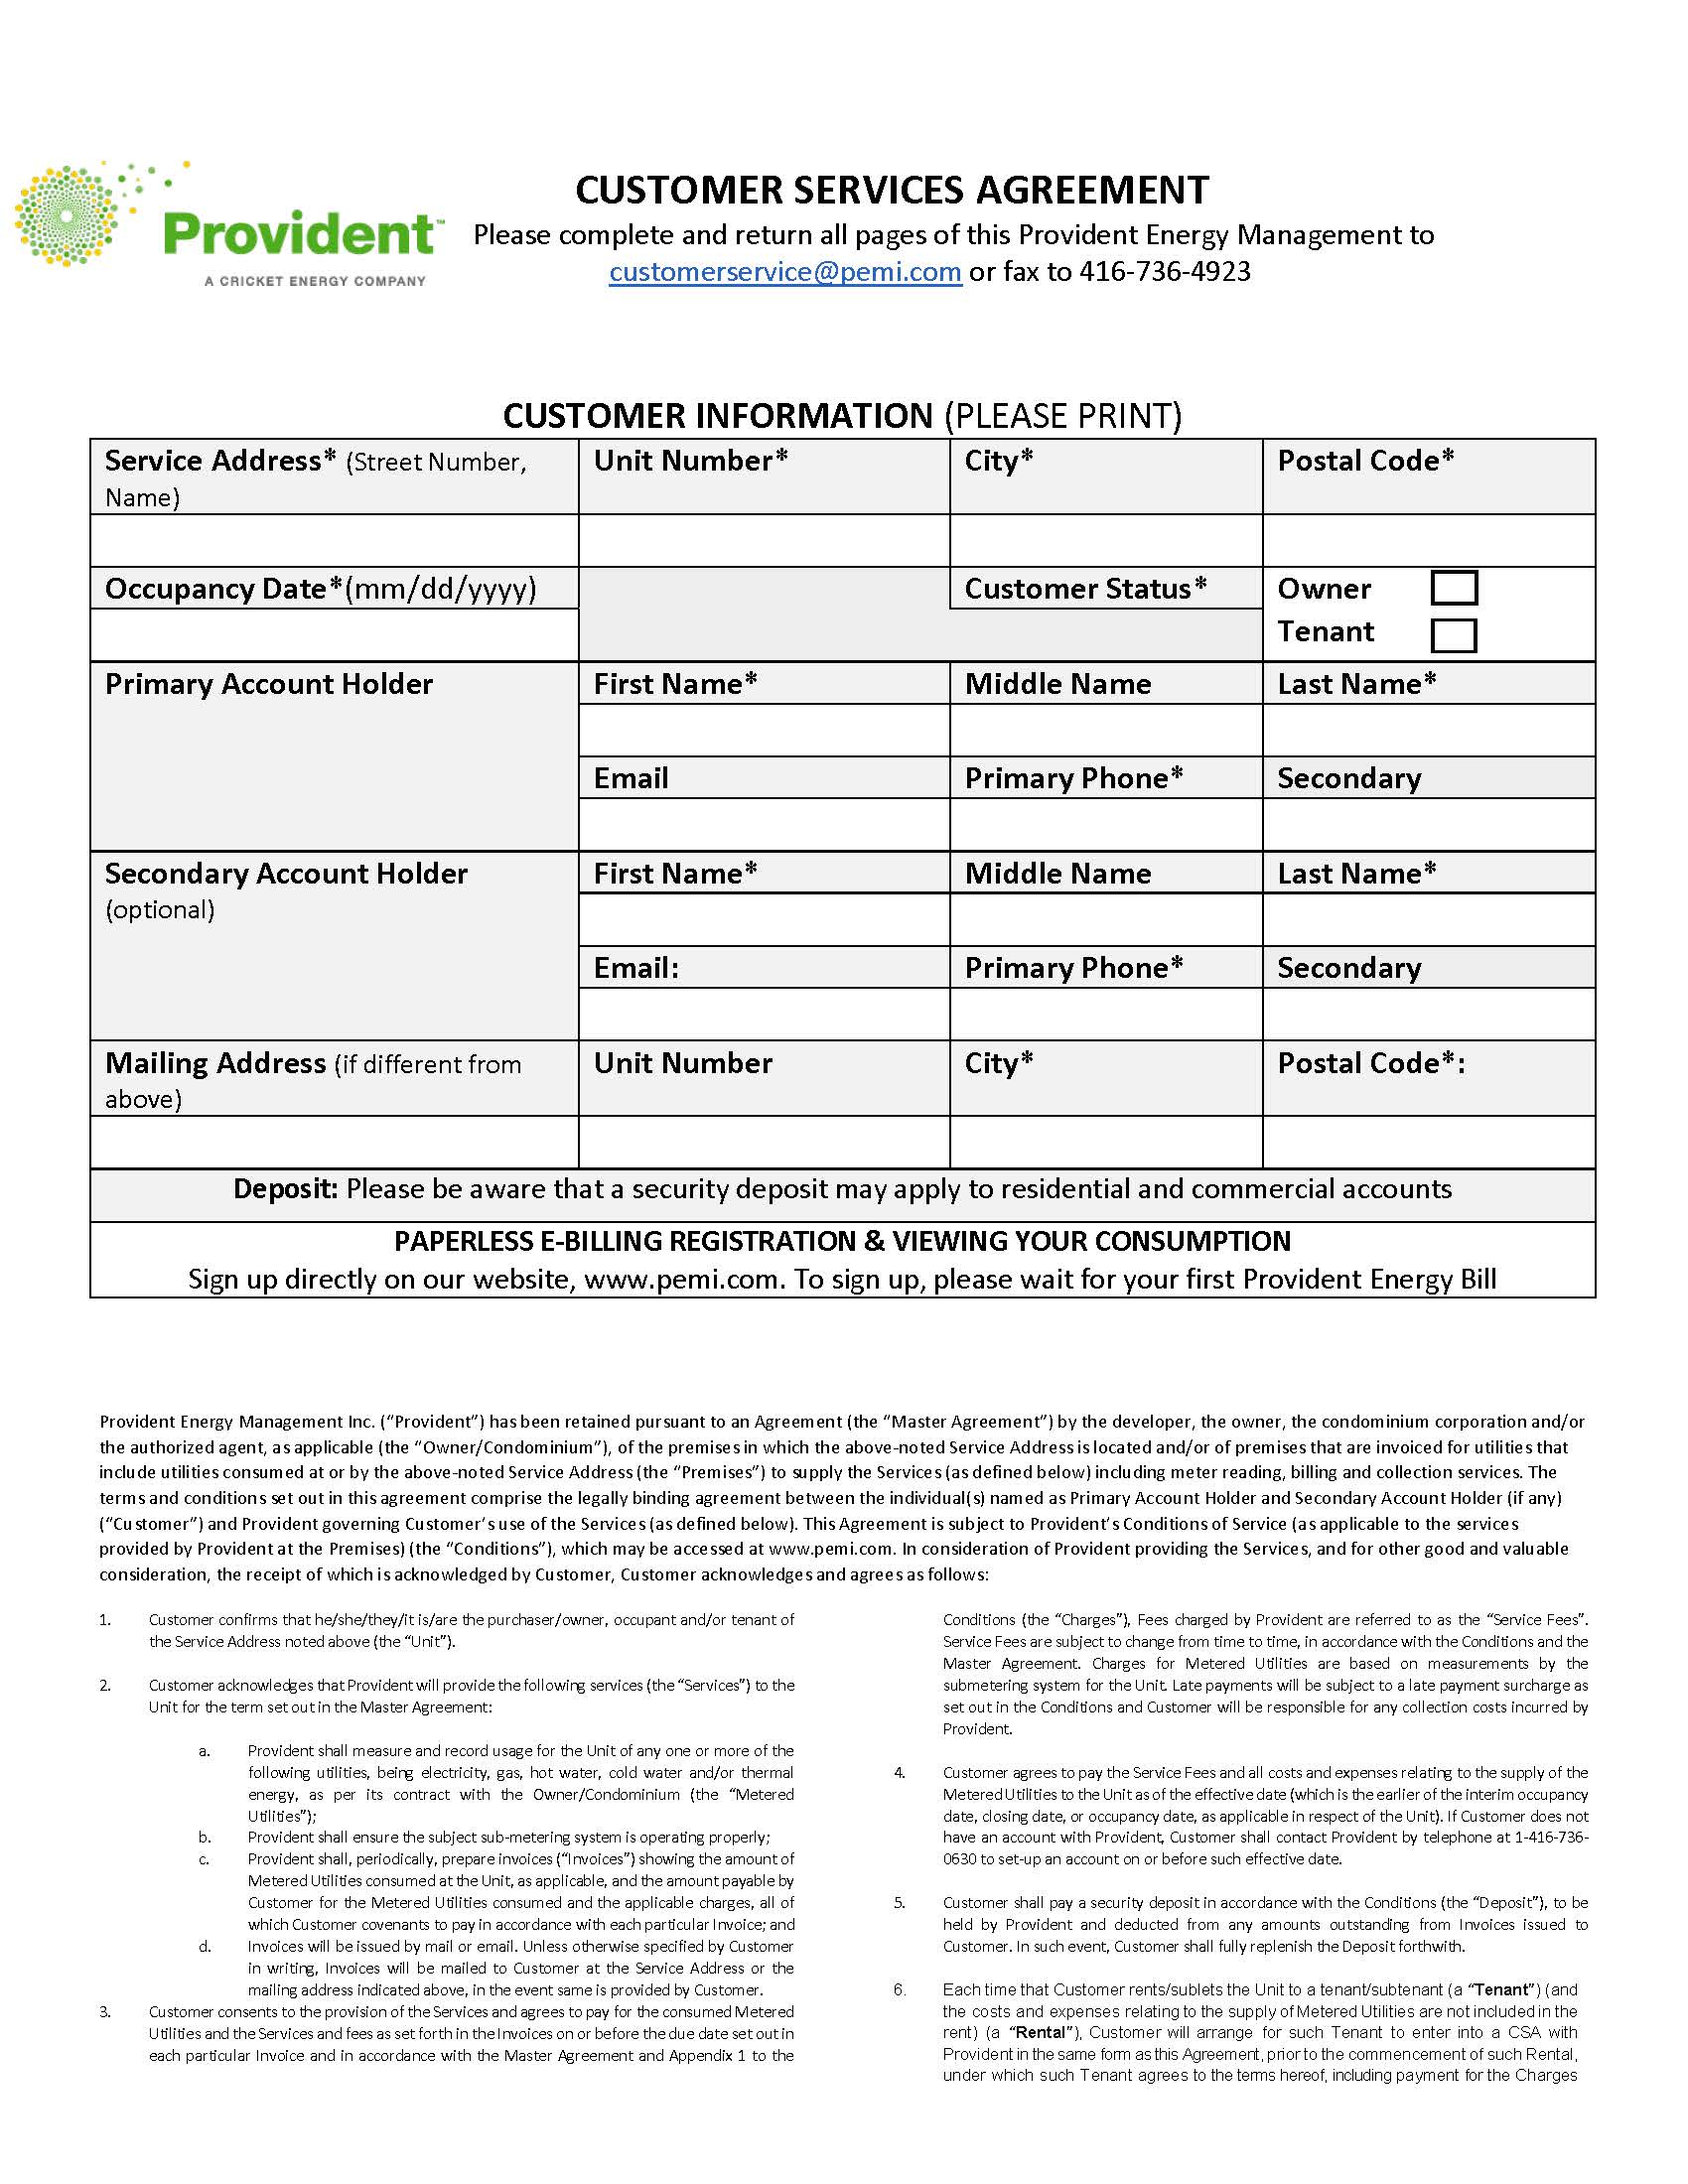 Provident™
A CRICKET ENERGY COMPANY
CUSTOMER SERVICES AGREEMENT
Please complete and return all pages of this Provident Energy Management to
customerservice@pemi.com or fax to 416-736-4923
CUSTOMER INFORMATION (PLEASE PRINT)
Service Address* (Street Number,
Name)
Unit Number*
City*
Postal Code*
Occupancy Date*(mm/dd/yyyy)
Customer Status*
Owner
Tenant
Primary Account Holder
First Name*
Middle Name
Last Name*
Email
Primary Phone*
Secondary
Secondary Account Holder
(optional)
First Name*
Middle Name
Last Name*
Email:
Primary Phone*
Secondary
Mailing Address (if different from
above)
Unit Number
City*
Postal Code*:
Deposit: Please be aware that a security deposit may apply to residential and commercial accounts
PAPERLESS E-BILLING REGISTRATION & VIEWING YOUR CONSUMPTION
Sign up directly on our website, www.pemi.com. To sign up, please wait for your first Provident Energy Bill
Provident Energy Management Inc. (“Provident”) has been retained pursuant to an Agreement (the “Master Agreement”) by the developer, the owner, the condominium corporation and/or
the authorized agent, as applicable (the “Owner/Condominium”), of the premises in which the above-noted Service Address is located and/or of premises that are invoiced for utilities that
include utilities consumed at or by the above-noted Service Address (the “Premises”) to supply the Services (as defined below) including meter reading, billing and collection services. The
terms and conditions set out in this agreement comprise the legally binding agreement between the individual(s) named as Primary Account Holder and Secondary Account Holder (if any)
(“Customer”) and Provident governing Customer’s use of the Services (as defined below). This Agreement is subject to Provident’s Conditions of Service (as applicable to the services
provided by Provident at the Premises) (the “Conditions”), which may be accessed at www.pemi.com. In consideration of Provident providing the Services, and for other good and valuable
consideration, the receipt of which is acknowledged by Customer, Customer acknowledges and agrees as follows:
1. Customer confirms that he/she/they/it is/are the purchaser/owner, occupant and/or tenant of
the Service Address noted above (the “Unit”).
2. Customer acknowledges that Provident will provide the following services (the “Services”) to the
Unit for the term set out in the Master Agreement:
a. Provident shall measure and record usage for the Unit of any one or more of the
following utilities, being electricity, gas, hot water, cold water and/or thermal
energy, as per its contract with the Owner/Condominium (the “Metered
Utilities”);
b. Provident shall ensure the subject sub-metering system is operating properly;
c. Provident shall, periodically, prepare invoices (“Invoices”) showing the amount of
Metered Utilities consumed at the Unit, as applicable, and the amount payable by
Customer for the Metered Utilities consumed and the applicable charges, all of
which Customer covenants to pay in accordance with each particular Invoice; and
d. Invoices will be issued by mail or email. Unless otherwise specified by Customer
in writing, Invoices will be mailed to Customer at the Service Address or the
mailing address indicated above, in the event same is provided by Customer.
3. Customer consents to the provision of the Services and agrees to pay for the consumed Metered
Utilities and the Services and fees as set forth in the Invoices on or before the due date set out in
each particular Invoice and in accordance with the Master Agreement and Appendix 1 to the
Conditions (the “Charges”), Fees charged by Provident are referred to as the “Service Fees”.
Service Fees are subject to change from time to time, in accordance with the Conditions and the
Master Agreement. Charges for Metered Utilities are based on measurements by the
submetering system for the Unit. Late payments will be subject to a late payment surcharge as
set out in the Conditions and Customer will be responsible for any collection costs incurred by
Provident.
4. Customer agrees to pay the Service Fees and all costs and expenses relating to the supply of the
Metered Utilities to the Unit as of the effective date (which is the earlier of the interim occupancy
date, closing date, or occupancy date, as applicable in respect of the Unit). If Customer does not
have an account with Provident, Customer shall contact Provident by telephone at 1-416-736-
0630 to set-up an account on or before such effective date.
5. Customer shall pay a security deposit in accordance with the Conditions (the “Deposit”), to be
held by Provident and deducted from any amounts outstanding from Invoices issued to
Customer. In such event, Customer shall fully replenish the Deposit forthwith.
6. Each time that Customer rents/sublets the Unit to a tenant/subtenant (a “Tenant”) (and
the costs and expenses relating to the supply of Metered Utilities are not included in the
rent) (a “Rental”), Customer will arrange for such Tenant to enter into a CSA with
Provident in the same form as this Agreement, prior to the commencement of such Rental,
under which such Tenant agrees to the terms hereof, including payment for the Charges